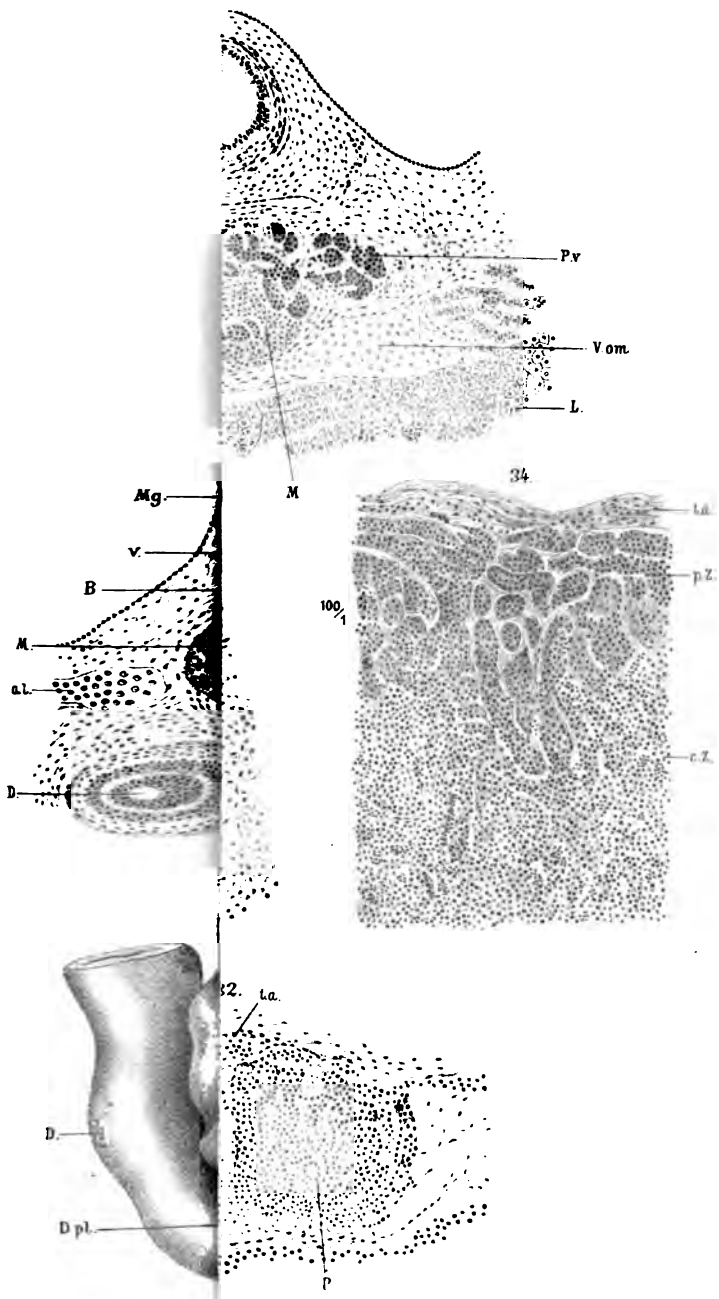 P.v
V. om.
L.
M
34.
Mg.
t.a.
v.
p.Z.
B
100/1
M.
a.l.
c.Z.
D.
32.
t.a.
D.
D pl.
P